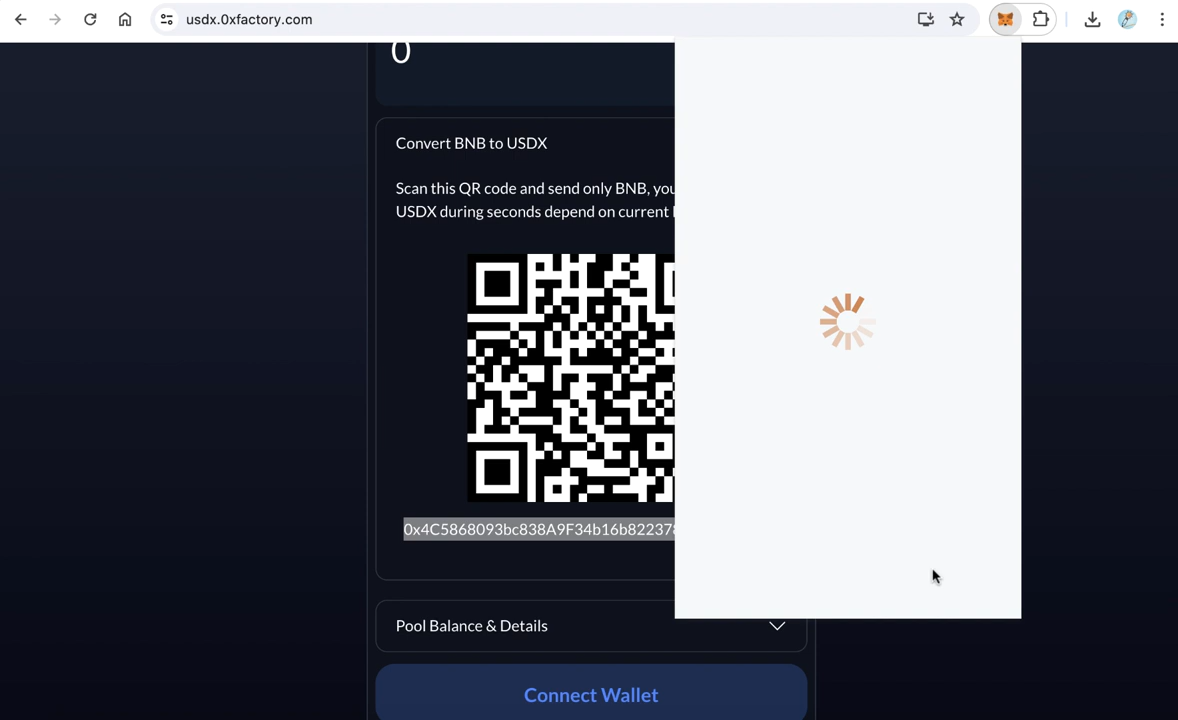 usdx.0xfactory.com
0
Convert BNB to USDX
Scan this QR code and send only BNB, you
USDX during seconds depend on current
0x4C5868093bc838A9F34b16b82237
Pool Balance & Details
Connect Wallet